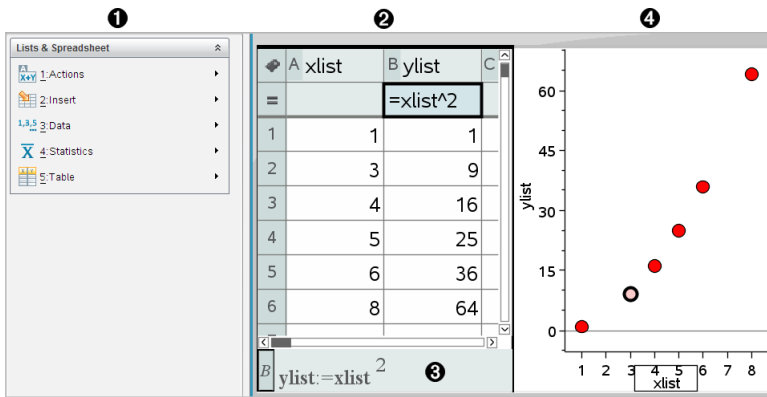 ❶ ❷ ❹
Lists & Spreadsheet
1:Actions
2:Insert
3:Data
4:Statistics
5:Table
A xlist B ylist C
= =xlist^2
1 1 1
2 3 9
3 4 16
4 5 25
5 6 36
6 8 64
B ylist:=xlist ² ❸
60
45
30
15
0
ylist
1 2 3 4 5 6 7 8
xlist